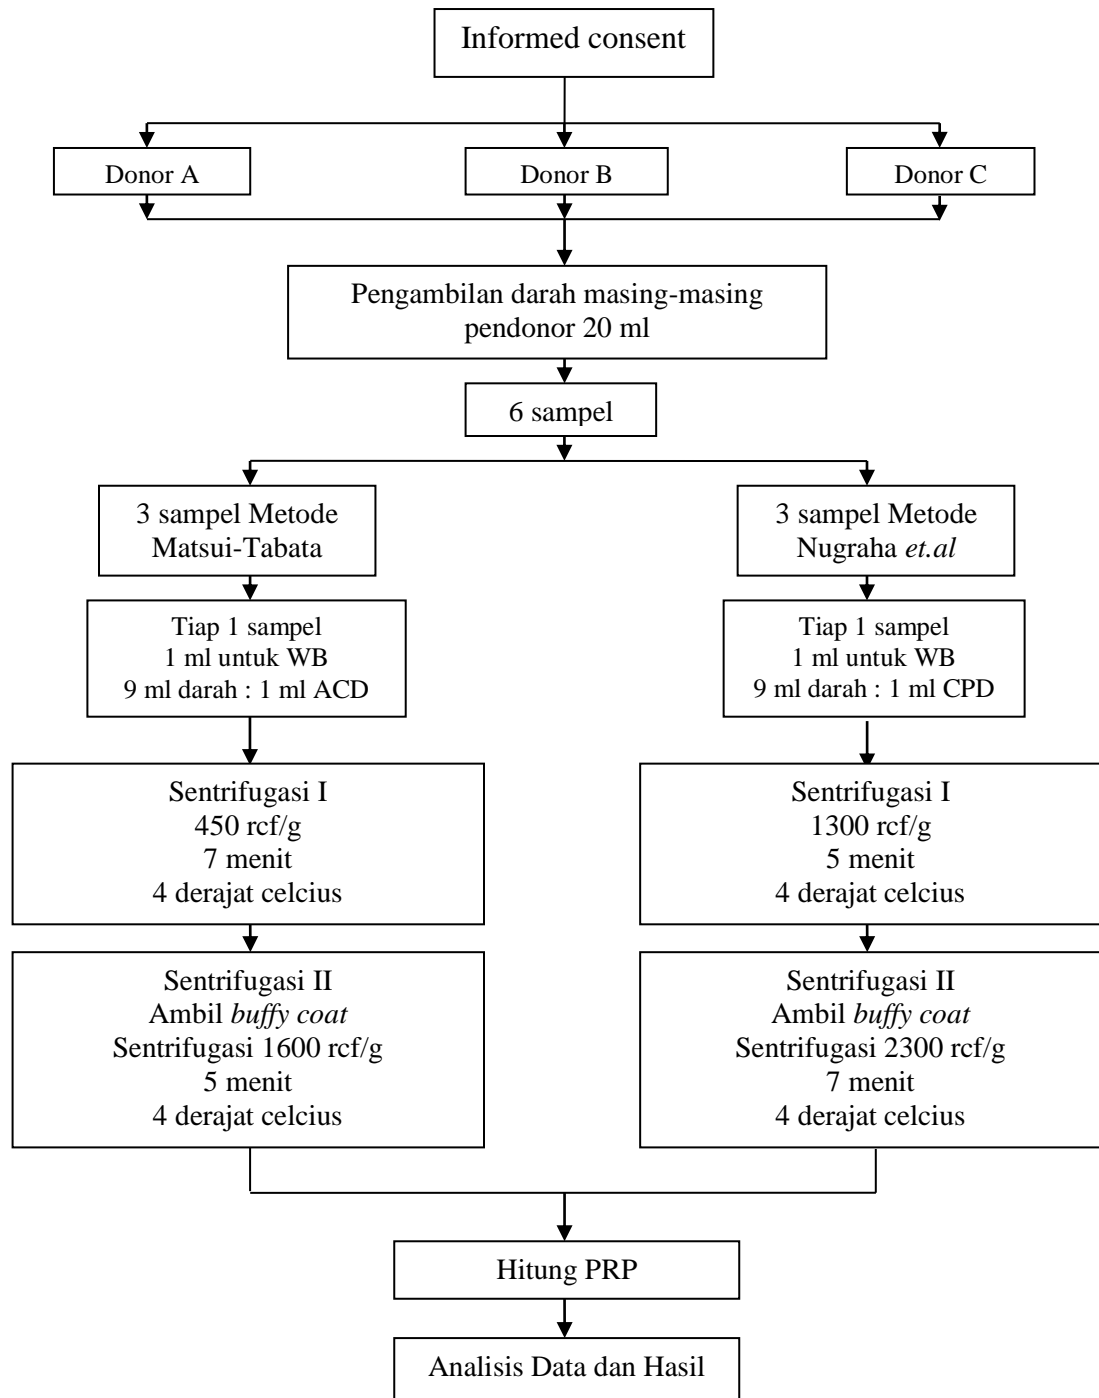 Informed consent
Donor A
Donor B
Donor C
Pengambilan darah masing-masing
pendonor 20 ml
6 sampel
3 sampel Metode
Matsui-Tabata
3 sampel Metode
Nugraha et.al
Tiap 1 sampel
1 ml untuk WB
9 ml darah : 1 ml ACD
Tiap 1 sampel
1 ml untuk WB
9 ml darah : 1 ml CPD
Sentrifugasi I
450 rcf/g
7 menit
4 derajat celcius
Sentrifugasi I
1300 rcf/g
5 menit
4 derajat celcius
Sentrifugasi II
Ambil buffy coat
Sentrifugasi 1600 rcf/g
5 menit
4 derajat celcius
Sentrifugasi II
Ambil buffy coat
Sentrifugasi 2300 rcf/g
7 menit
4 derajat celcius
Hitung PRP
Analisis Data dan Hasil